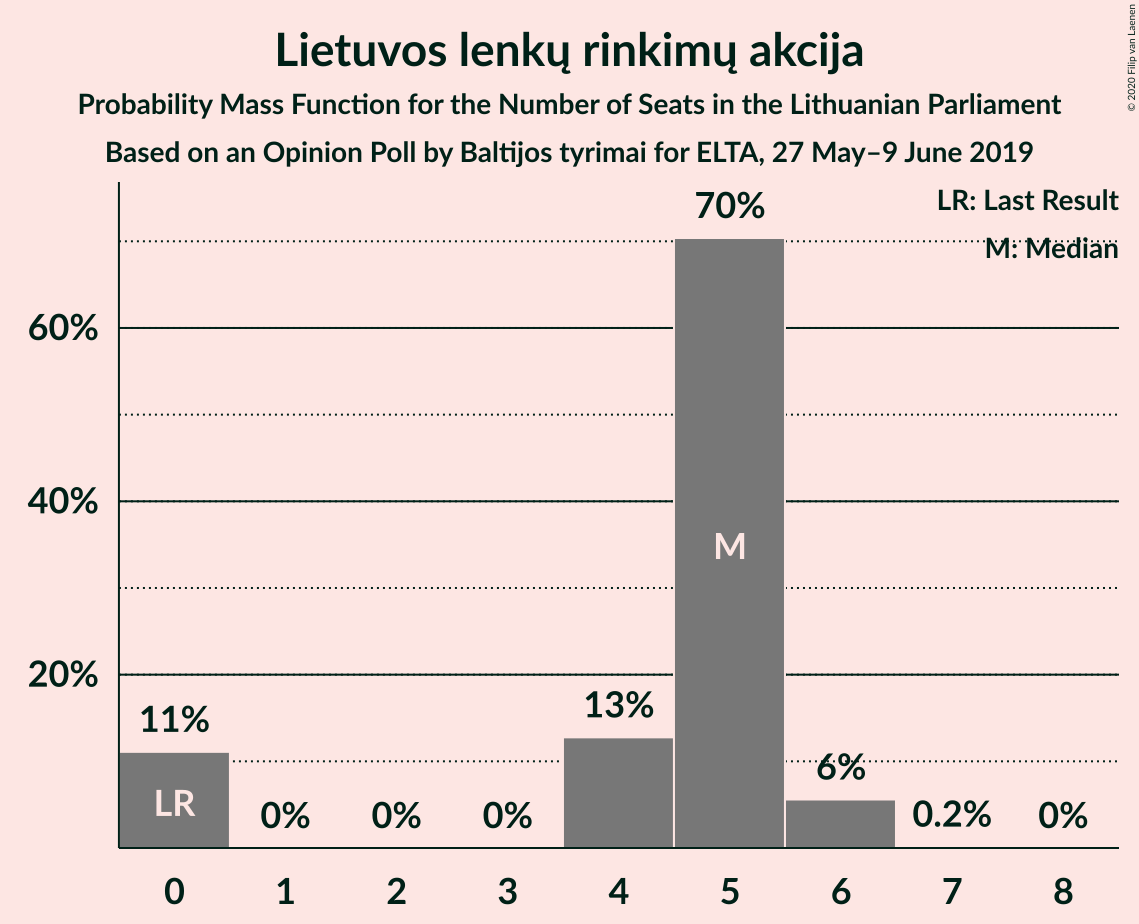 Lietuvos lenkų rinkimų akcija
Probability Mass Function for the Number of Seats in the Lithuanian Parliament
Based on an Opinion Poll by Baltijos tyrimai for ELTA, 27 May–9 June 2019
© 2020 Filip van Laenen
LR: Last Result
M: Median
70%
60%
40%
M
20%
11%
13%
6%
LR
0%
0%
0%
0.2%
0%
0 1 2 3 4 5 6 7 8